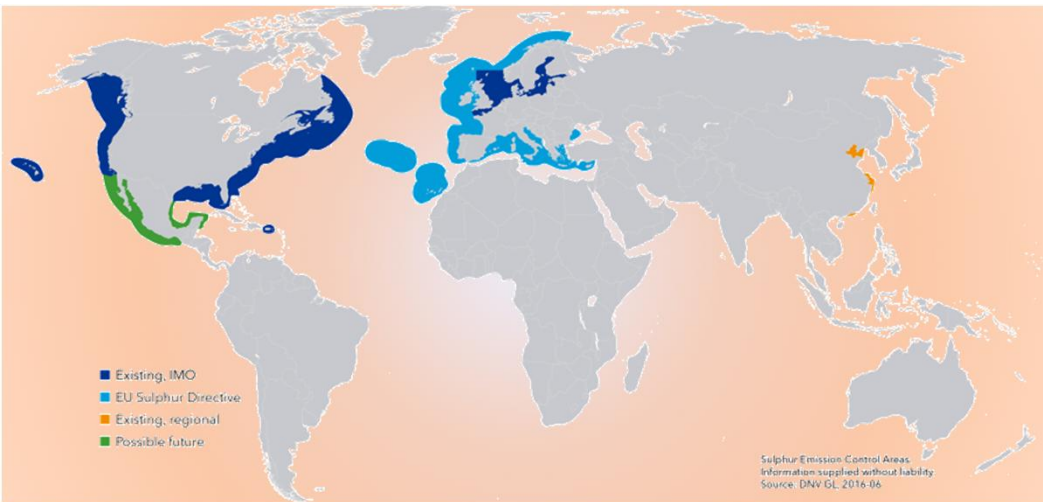 Existing, IMO
EU Sulphur Directive
Existing, regional
Possible future
Sulphur Emission Control Areas
Information supplied without liability
Source: DNV GL, 2016-06